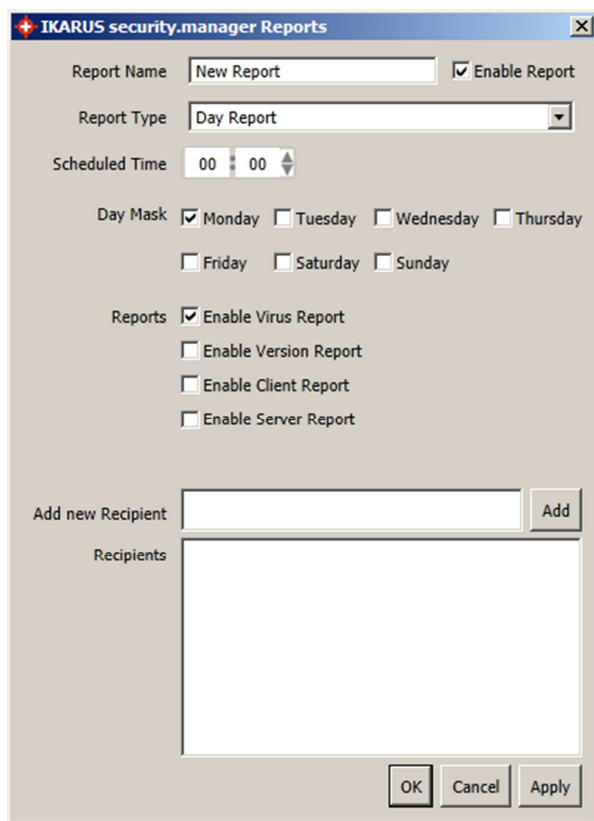 IKARUS security.manager Reports
Report Name New Report Enable Report
Report Type Day Report
Scheduled Time 00 : 00
Day Mask Monday Tuesday Wednesday Thursday
Friday Saturday Sunday
Reports Enable Virus Report
Enable Version Report
Enable Client Report
Enable Server Report
Add new Recipient Add
Recipients
OK Cancel Apply